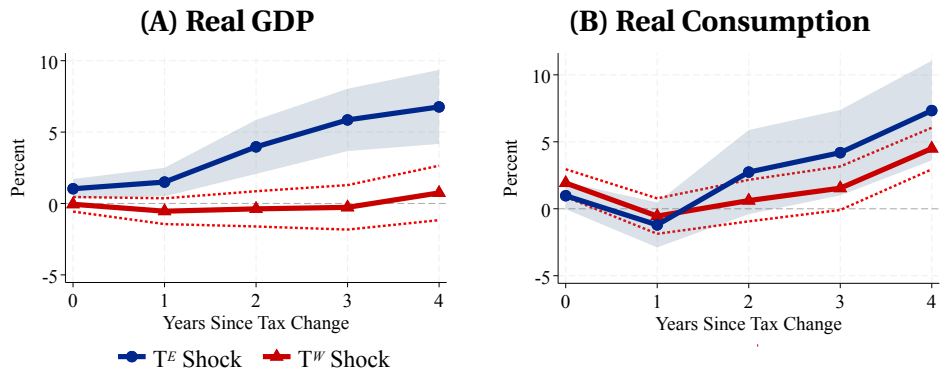 (A) Real GDP
Percent
10
5
0
-5
0 1 2 3 4
Years Since Tax Change
T^E Shock T^W Shock
(B) Real Consumption
Percent
10
5
0
-5
0 1 2 3 4
Years Since Tax Change